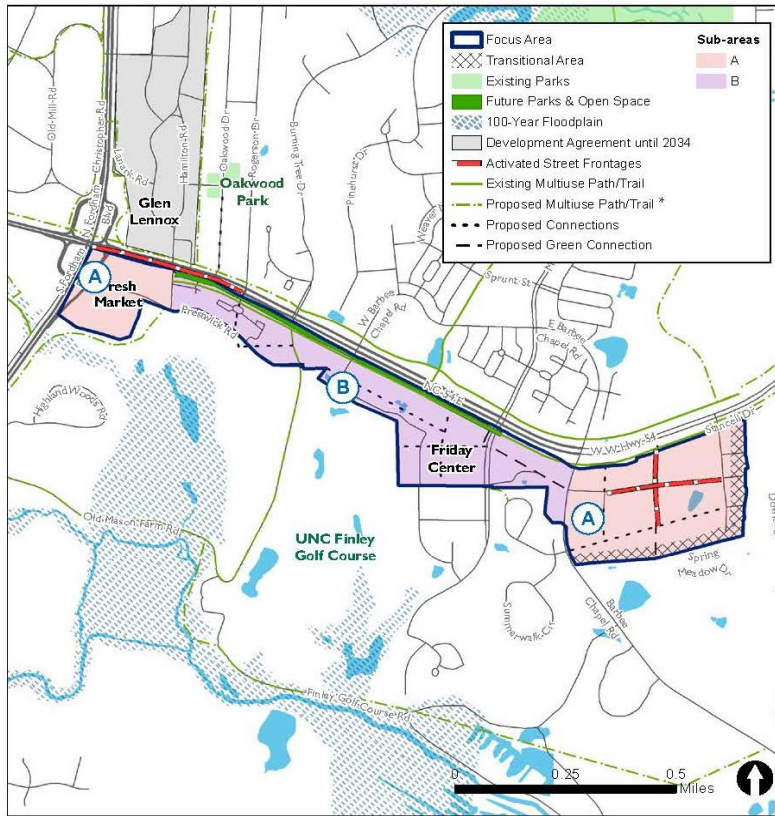 Focus Area
Transitional Area
Existing Parks
Future Parks & Open Space
100-Year Floodplain
Development Agreement until 2034
Activated Street Frontages
Existing Multiuse Path/Trail
Proposed Multiuse Path/Trail *
Proposed Connections
Proposed Green Connection
Sub-areas
A
B
Old-Mill-Rd
Christopher-Rd
Lanark-Rd
Hamilton-Rd
Oakwood-Dr
Rogerson-Dr
Burning-Tree-Dr
Pinehurst-Dr
Oakwood
Park
Glen
Lennox
S-Fordham
N. Fordham
Blvd
A
Market
Prestwick-Rd
W. Barbee
Chapel-Rd
Sprunt-St
E. Barbee
Chapel-Rd
NC-54-E
B
Friday
Center
W. NC-Hwy-54
Stancell-Dr
A
Highland-Woods-Rd
Old-Mason-Farm-Rd
UNC Finley
Golf Course
Spring
Meadow-Dr
Barbee
Chapel-Rd
Summerwalk-Cir
Finley-Golf-Course-Rd
0
0.25
0.5
Miles